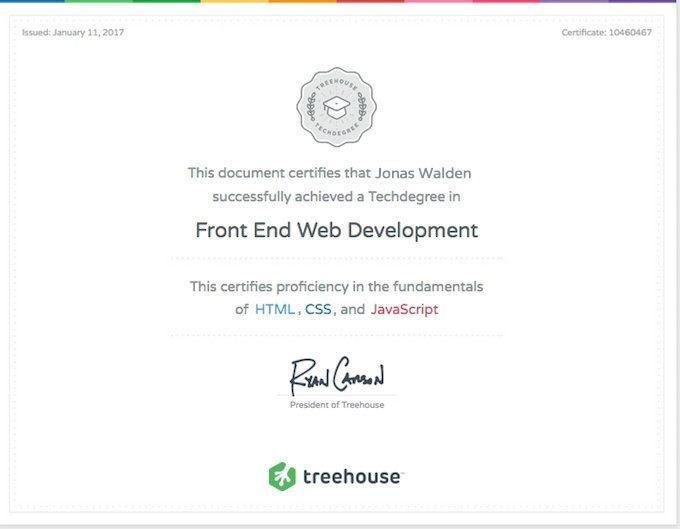 Issued: January 11, 2017
Certificate: 10460467
TREEHOUSE
TECHDEGREE
This document certifies that Jonas Walden
successfully achieved a Techdegree in
Front End Web Development
This certifies proficiency in the fundamentals
of HTML, CSS, and JavaScript
Ryan Carson
President of Treehouse
treehouse™